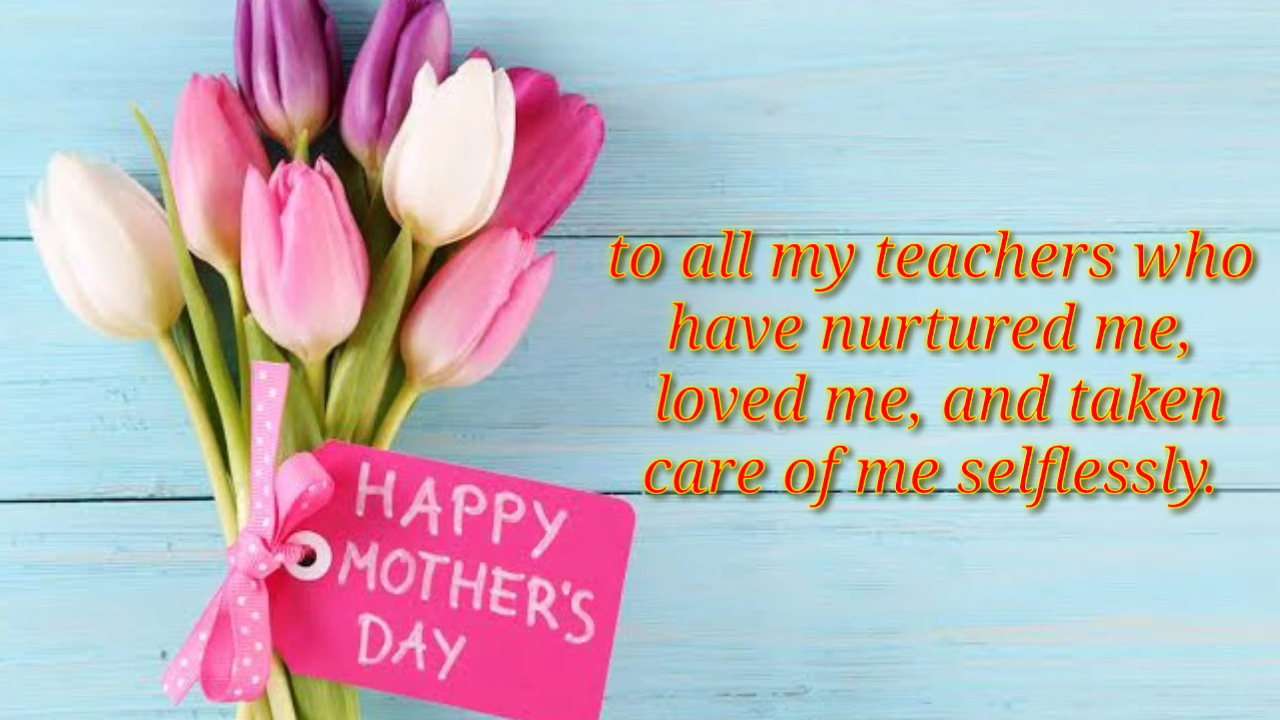 HAPPY
MOTHER'S
DAY
to all my teachers who
have nurtured me,
loved me, and taken
care of me selflessly.